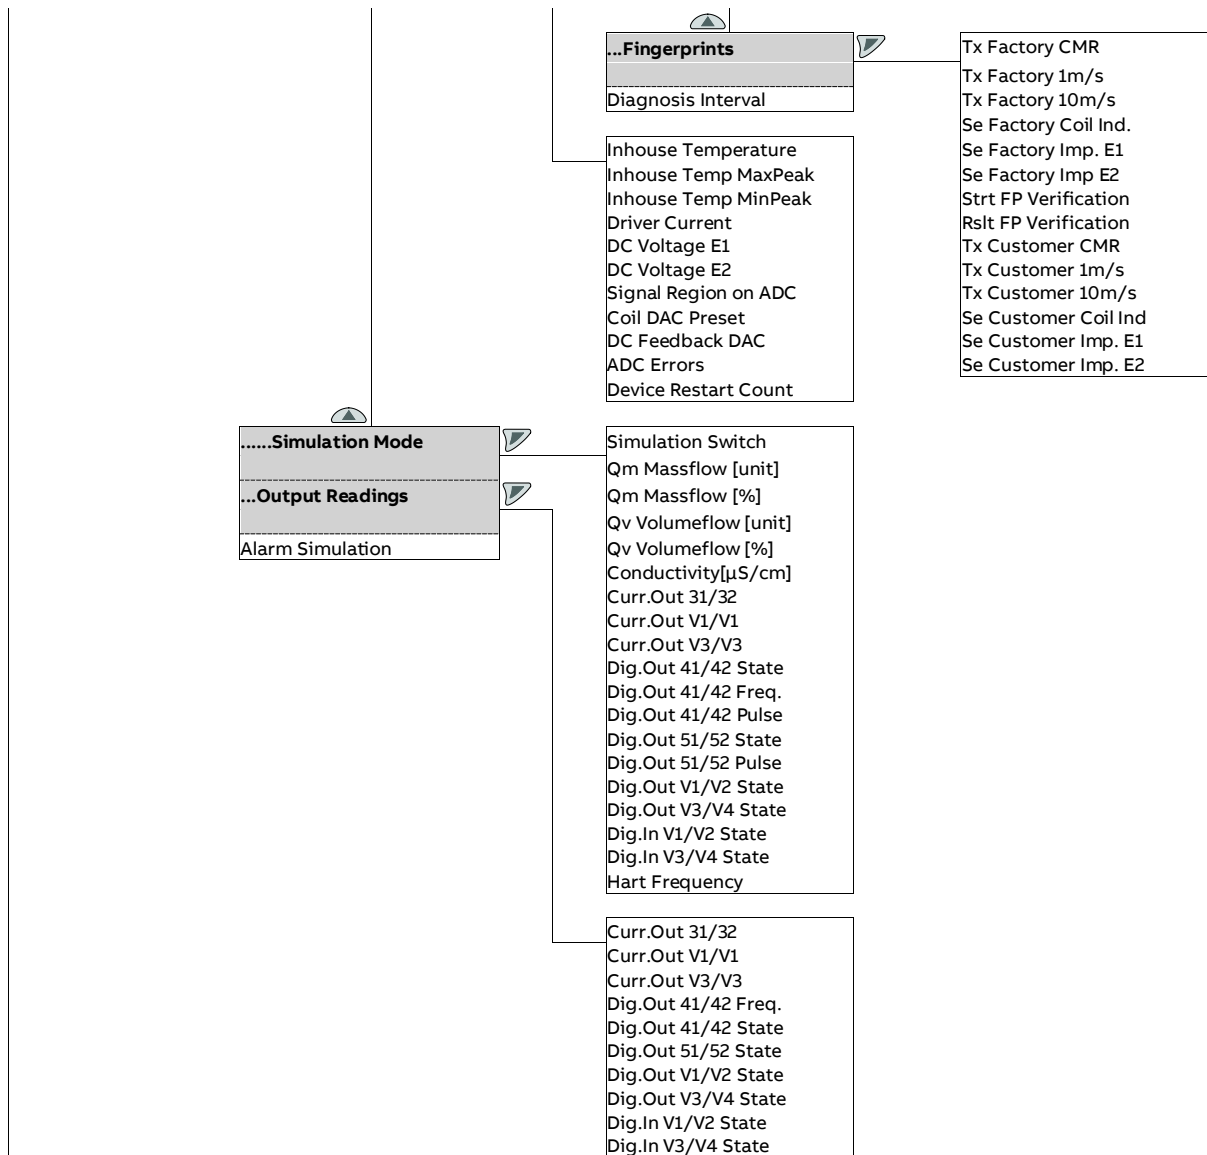 ...Fingerprints
Diagnosis Interval
Tx Factory CMR
Tx Factory 1m/s
Tx Factory 10m/s
Se Factory Coil Ind.
Se Factory Imp. E1
Se Factory Imp E2
Strt FP Verification
Rslt FP Verification
Tx Customer CMR
Tx Customer 1m/s
Tx Customer 10m/s
Se Customer Coil Ind
Se Customer Imp. E1
Se Customer Imp. E2
Inhouse Temperature
Inhouse Temp MaxPeak
Inhouse Temp MinPeak
Driver Current
DC Voltage E1
DC Voltage E2
Signal Region on ADC
Coil DAC Preset
DC Feedback DAC
ADC Errors
Device Restart Count
......Simulation Mode
...Output Readings
Alarm Simulation
Simulation Switch
Qm Massflow [unit]
Qm Massflow [%]
Qv Volumeflow [unit]
Qv Volumeflow [%]
Conductivity[µS/cm]
Curr.Out 31/32
Curr.Out V1/V1
Curr.Out V3/V3
Dig.Out 41/42 State
Dig.Out 41/42 Freq.
Dig.Out 41/42 Pulse
Dig.Out 51/52 State
Dig.Out 51/52 Pulse
Dig.Out V1/V2 State
Dig.Out V3/V4 State
Dig.In V1/V2 State
Dig.In V3/V4 State
Hart Frequency
Curr.Out 31/32
Curr.Out V1/V1
Curr.Out V3/V3
Dig.Out 41/42 Freq.
Dig.Out 41/42 State
Dig.Out 51/52 State
Dig.Out V1/V2 State
Dig.Out V3/V4 State
Dig.In V1/V2 State
Dig.In V3/V4 State